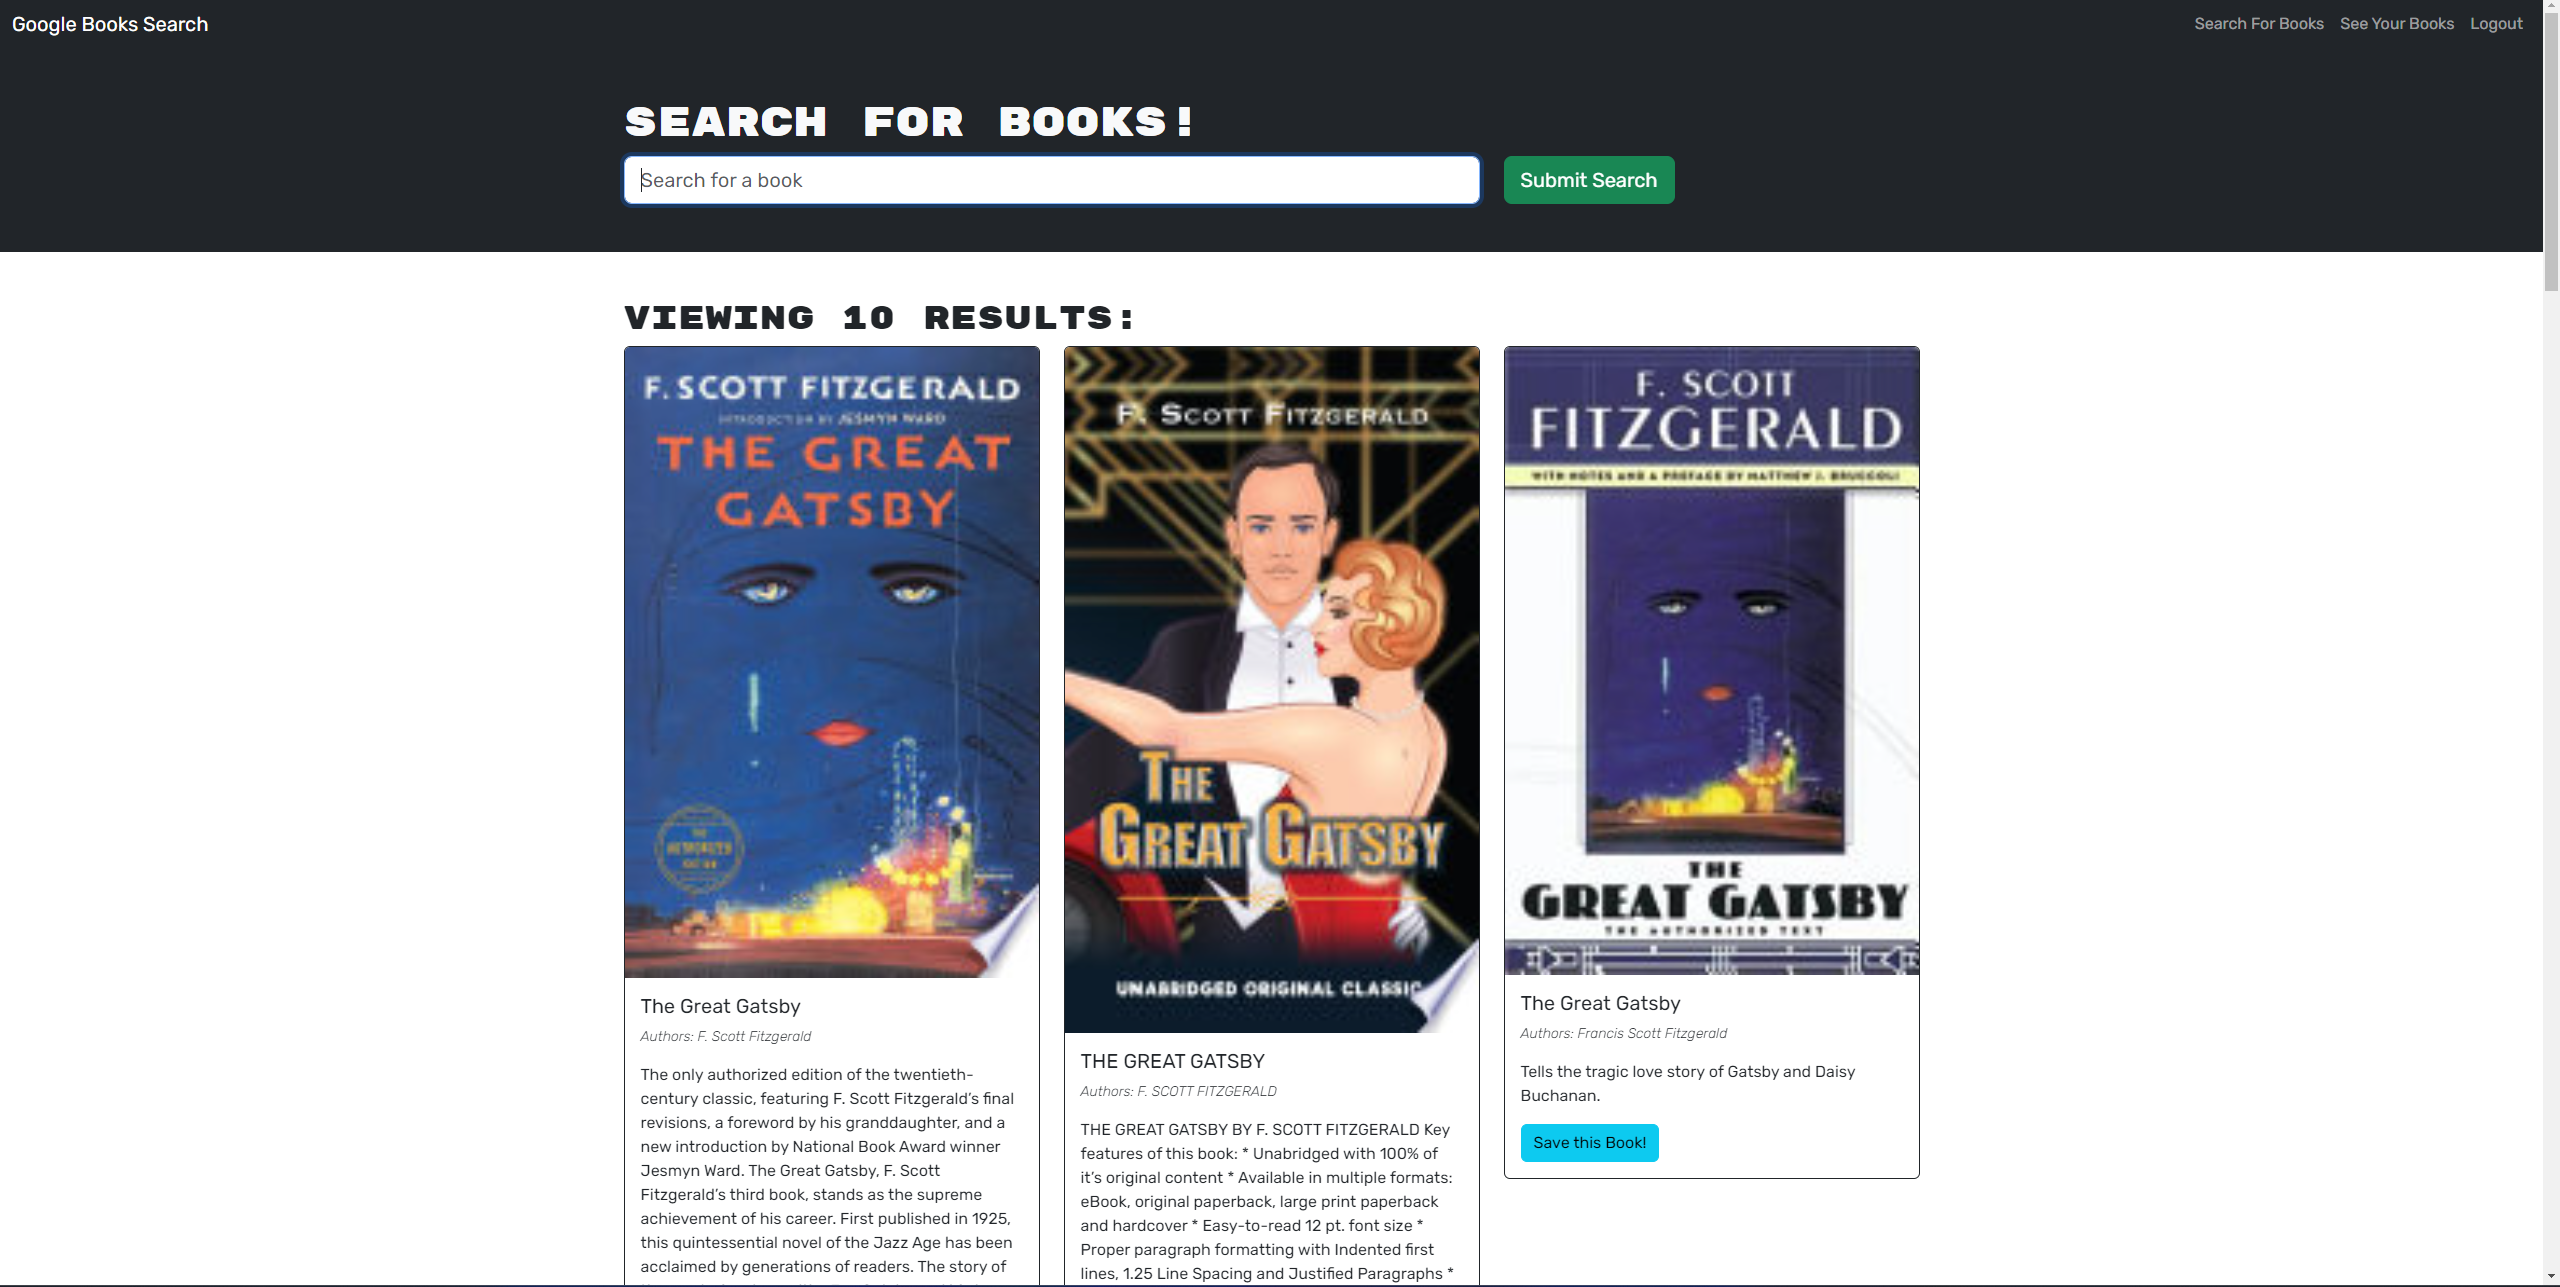 Google Books Search
Search For Books
See Your Books
Logout
SEARCH FOR BOOKS!
Search for a book
Submit Search
VIEWING 10 RESULTS:
F. SCOTT FITZGERALD
INTRODUCTION BY JESMYN WARD
THE GREAT
GATSBY
The Great Gatsby
Authors: F. Scott Fitzgerald
The only authorized edition of the twentieth-
century classic, featuring F. Scott Fitzgerald’s final
revisions, a foreword by his granddaughter, and a
new introduction by National Book Award winner
Jesmyn Ward. The Great Gatsby, F. Scott
Fitzgerald’s third book, stands as the supreme
achievement of his career. First published in 1925,
this quintessential novel of the Jazz Age has been
acclaimed by generations of readers. The story of
F. SCOTT FITZGERALD
THE
GREAT GATSBY
UNABRIDGED ORIGINAL CLASSIC
THE GREAT GATSBY
Authors: F. SCOTT FITZGERALD
THE GREAT GATSBY BY F. SCOTT FITZGERALD Key
features of this book: * Unabridged with 100% of
it’s original content * Available in multiple formats:
eBook, original paperback, large print paperback
and hardcover * Easy-to-read 12 pt. font size *
Proper paragraph formatting with Indented first
lines, 1.25 Line Spacing and Justified Paragraphs *
F. SCOTT
FITZGERALD
WITH NOTES AND A PREFACE BY MATTHEW J. BRUCCOLI
THE
GREAT GATSBY
THE AUTHORIZED TEXT
The Great Gatsby
Authors: Francis Scott Fitzgerald
Tells the tragic love story of Gatsby and Daisy
Buchanan.
Save this Book!